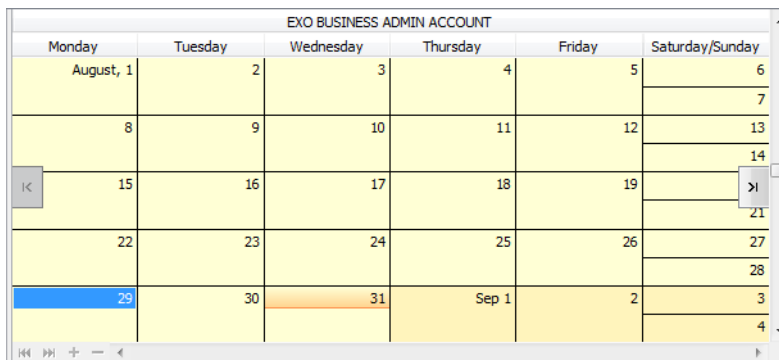 EXO BUSINESS ADMIN ACCOUNT
Monday Tuesday Wednesday Thursday Friday Saturday/Sunday
August, 1 2 3 4 5 6
7
8 9 10 11 12 13
14
15 16 17 18 19
21
22 23 24 25 26 27
28
29 30 31 Sep 1 2 3
4